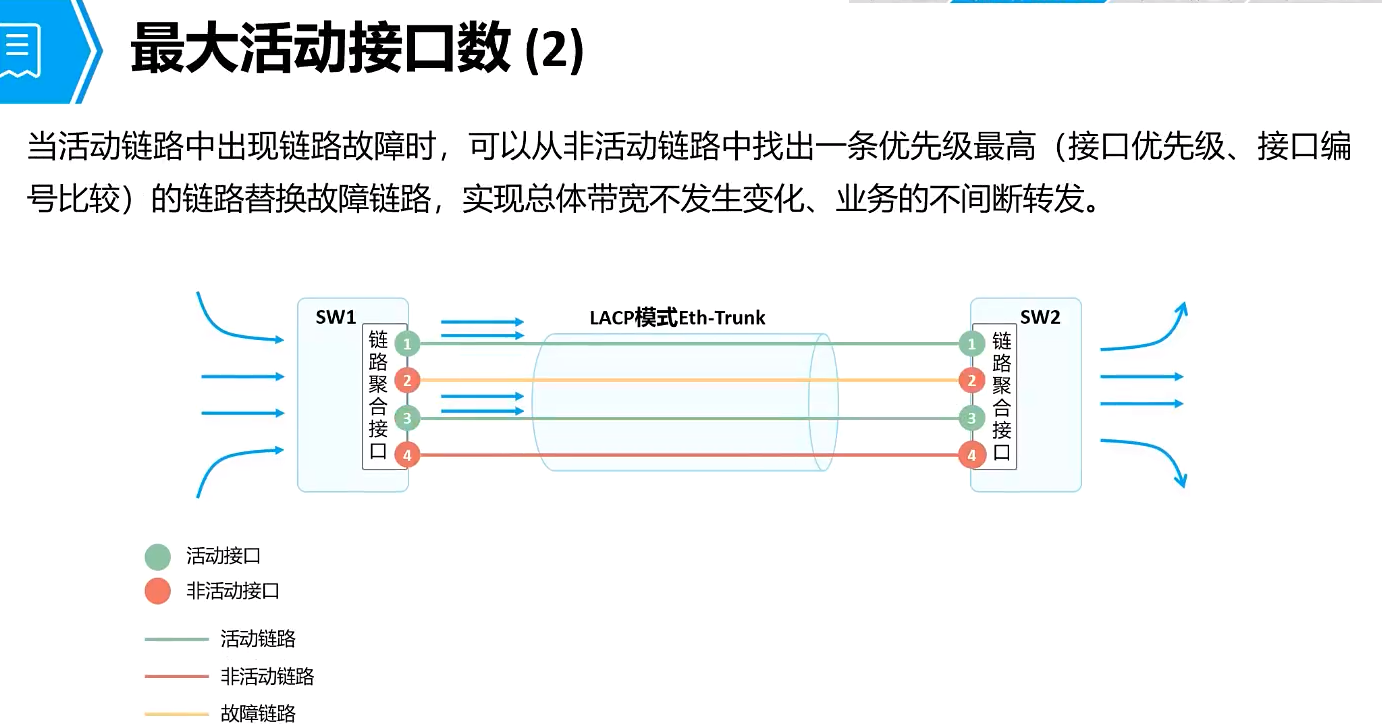 最大活动接口数 (2)
当活动链路中出现链路故障时，可以从非活动链路中找出一条优先级最高（接口优先级、接口编
号比较）的链路替换故障链路，实现总体带宽不发生变化、业务的不间断转发。
SW1
LACP模式Eth-Trunk
SW2
链路聚合接口
1
2
3
4
1
2
3
4
链路聚合接口
活动接口
非活动接口
活动链路
非活动链路
故障链路